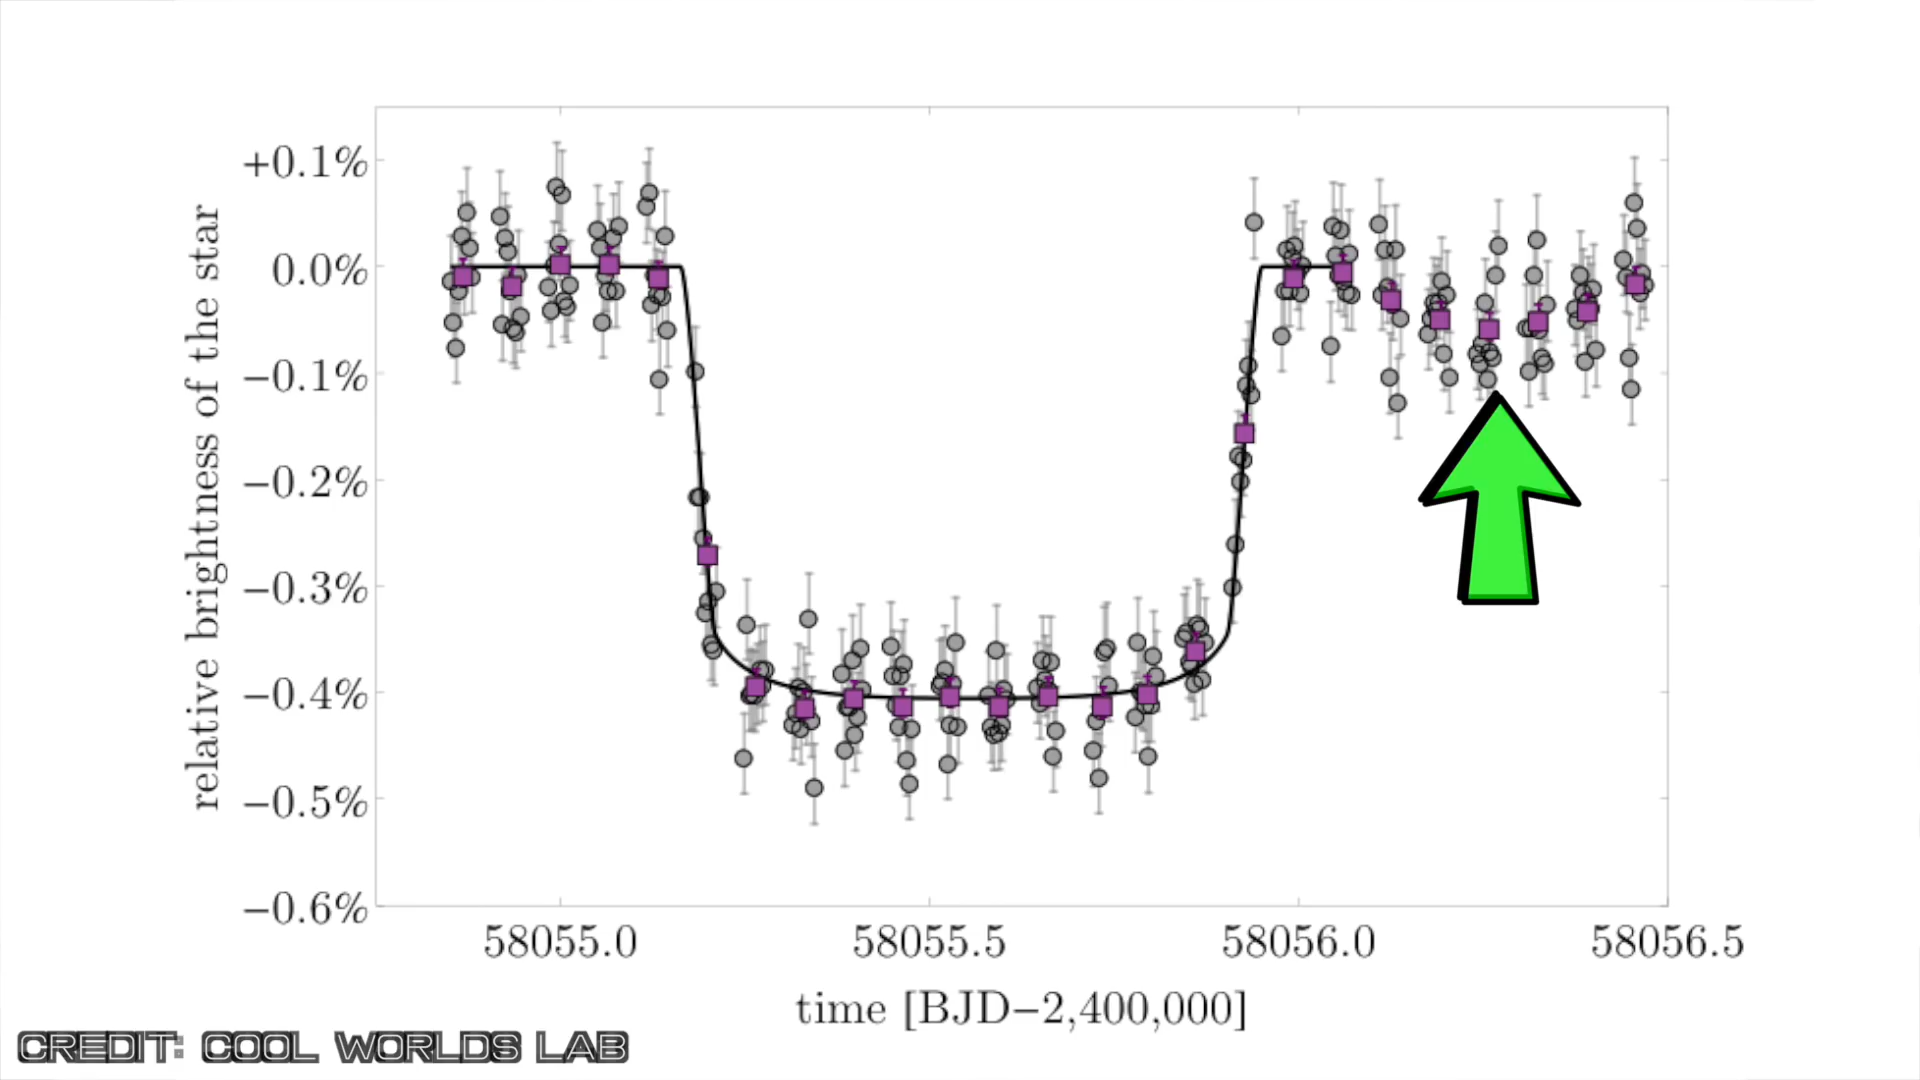 +0.1%
0.0%
−0.1%
−0.2%
−0.3%
−0.4%
−0.5%
−0.6%
relative brightness of the star
58055.0 58055.5 58056.0 58056.5
time [BJD−2,400,000]
CREDIT: COOL WORLDS LAB